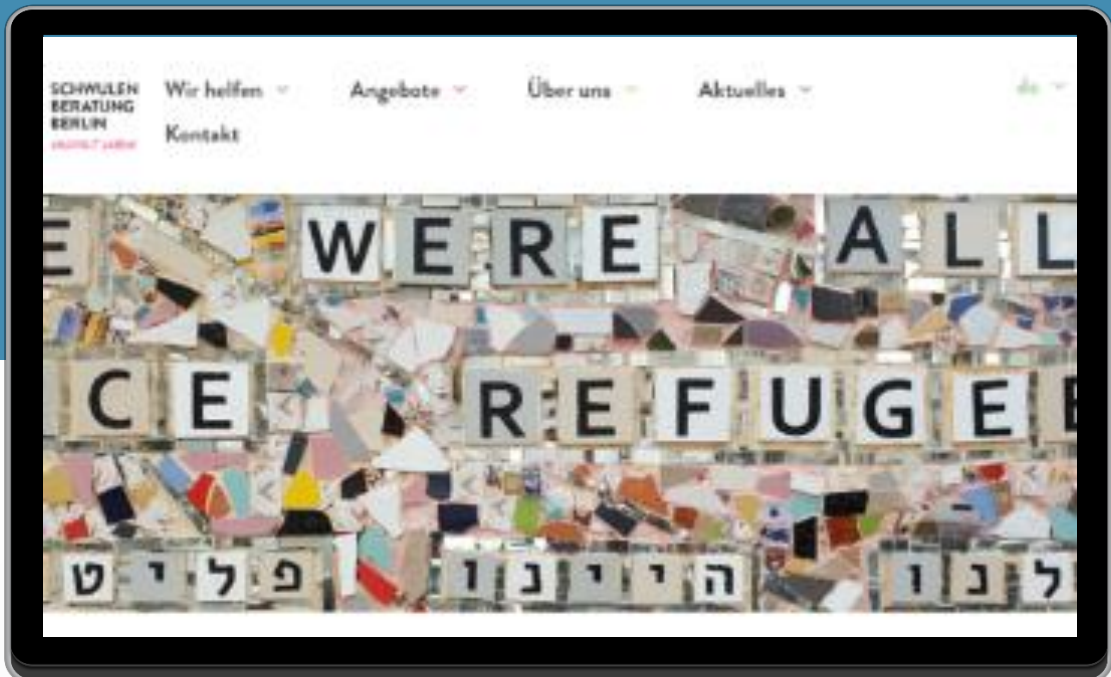 SCHWULEN
BERATUNG
BERLIN
Wir helfen
Angebote
Über uns
Aktuelles
de
Kontakt
E WERE ALL
CE REFUGEE
לנו היינו פליט